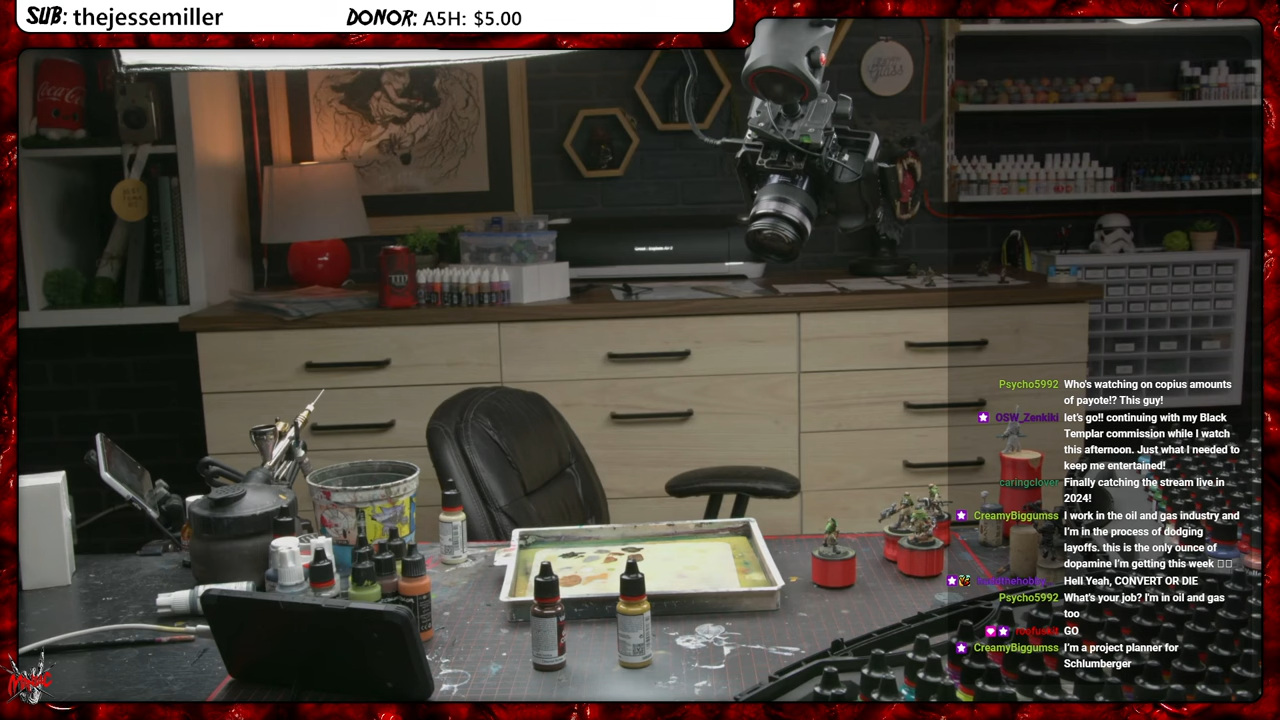 SUB: thejessemiller
DONOR: A5H: $5.00
Coca-Cola
Glass
Psycho5992 Who's watching on copius amounts
of payote!? This guy!
OSW_Zenkiki let's go!! continuing with my Black
Templar commission while I watch
this afternoon. Just what I needed to
keep me entertained!
caringclover Finally catching the stream live in
2024!
CreamyBiggumss I work in the oil and gas industry and
I'm in the process of dodging
layoffs. this is the only ounce of
dopamine I'm getting this week
Hell Yeah, CONVERT OR DIE
Psycho5992 What's your job? I'm in oil and gas
too
GO
CreamyBiggumss I'm a project planner for
Schlumberger